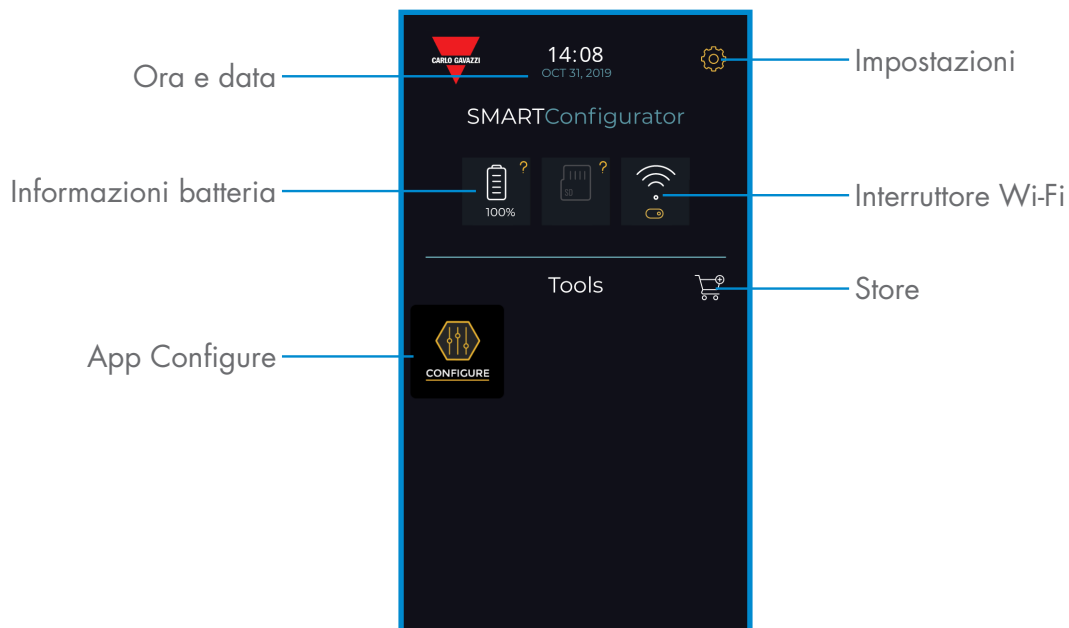 CARLO GAVAZZI
14:08
OCT 31, 2019
Ora e data
Impostazioni
SMARTConfigurator
Informazioni batteria
?
100%
?
SD
Interruttore Wi-Fi
Tools
Store
App Configure
CONFIGURE